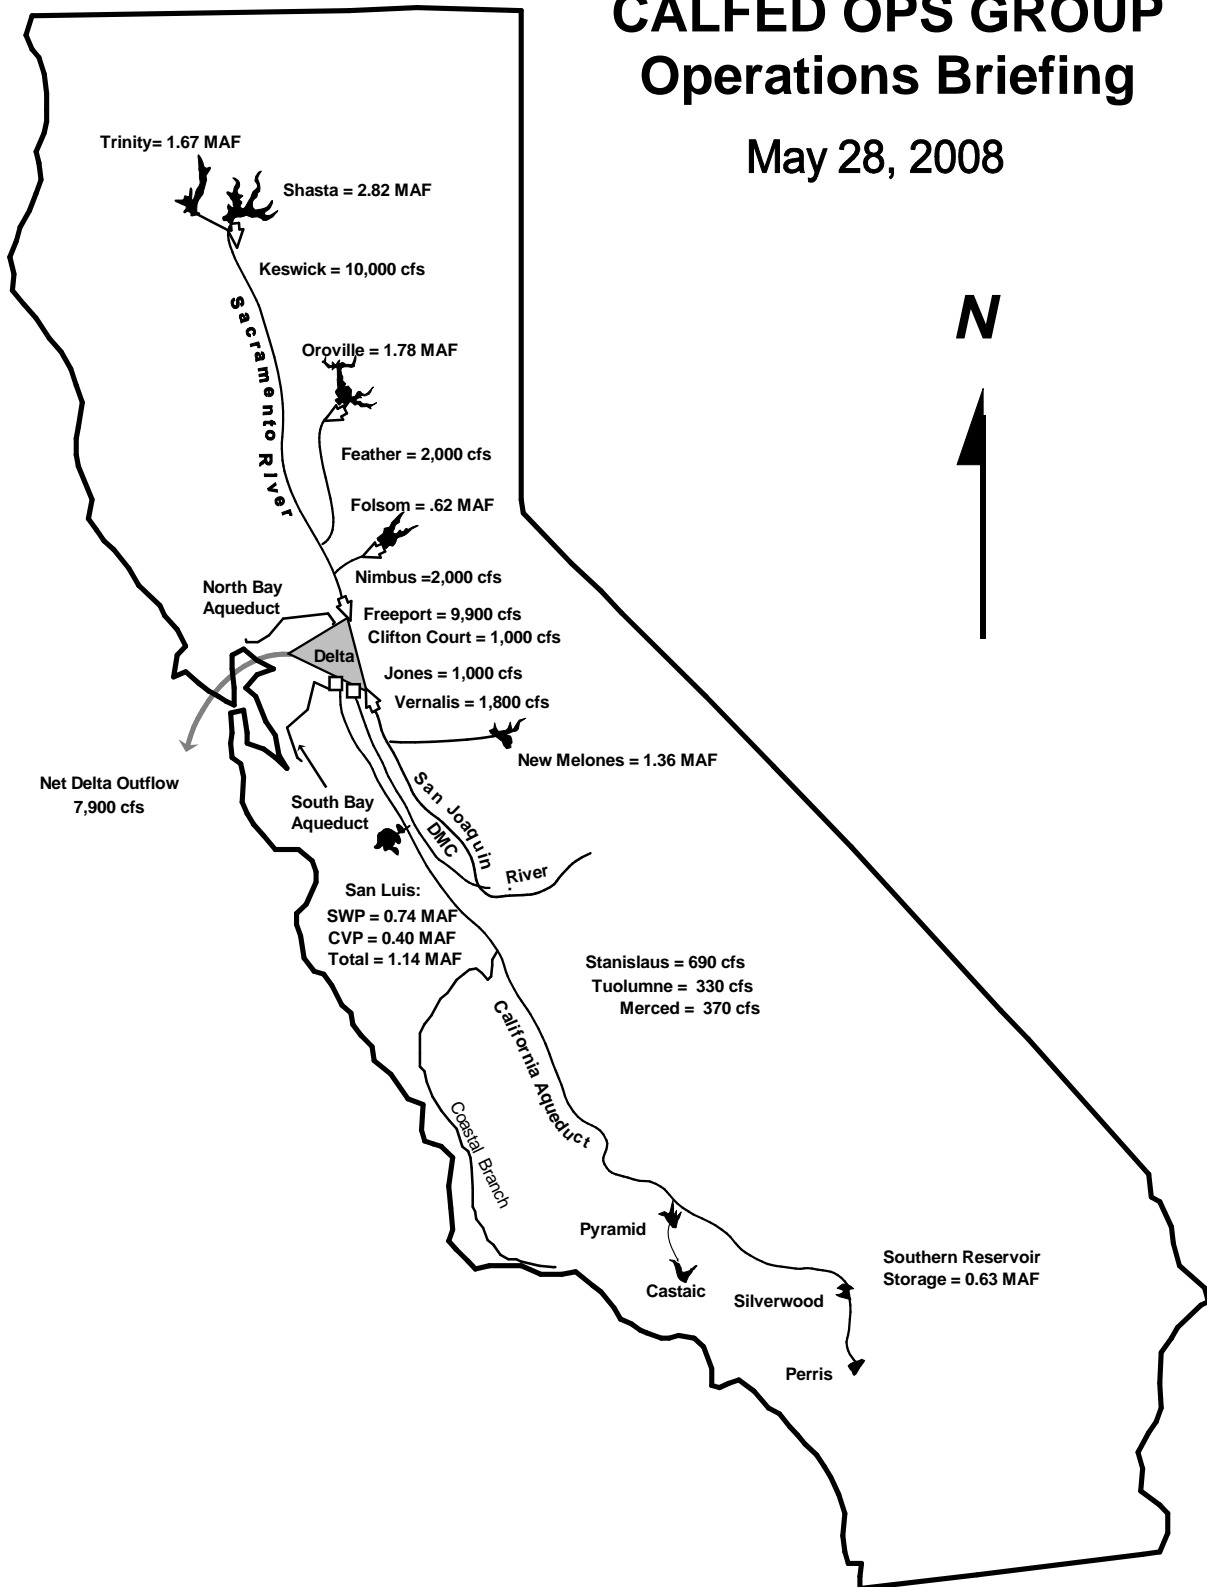 CALFED OPS GROUP
Operations Briefing
May 28, 2008
Trinity= 1.67 MAF
Shasta = 2.82 MAF
Keswick = 10,000 cfs
N
Sacramento River
Oroville = 1.78 MAF
Feather = 2,000 cfs
Folsom = .62 MAF
Nimbus =2,000 cfs
North Bay
Aqueduct
Freeport = 9,900 cfs
Clifton Court = 1,000 cfs
Delta
Jones = 1,000 cfs
Vernalis = 1,800 cfs
New Melones = 1.36 MAF
Net Delta Outflow
7,900 cfs
South Bay
Aqueduct
San Joaquin
River
DMC
San Luis:
SWP = 0.74 MAF
CVP = 0.40 MAF
Total = 1.14 MAF
Stanislaus = 690 cfs
Tuolumne = 330 cfs
Merced = 370 cfs
California Aqueduct
Coastal Branch
Pyramid
Castaic
Silverwood
Southern Reservoir
Storage = 0.63 MAF
Perris